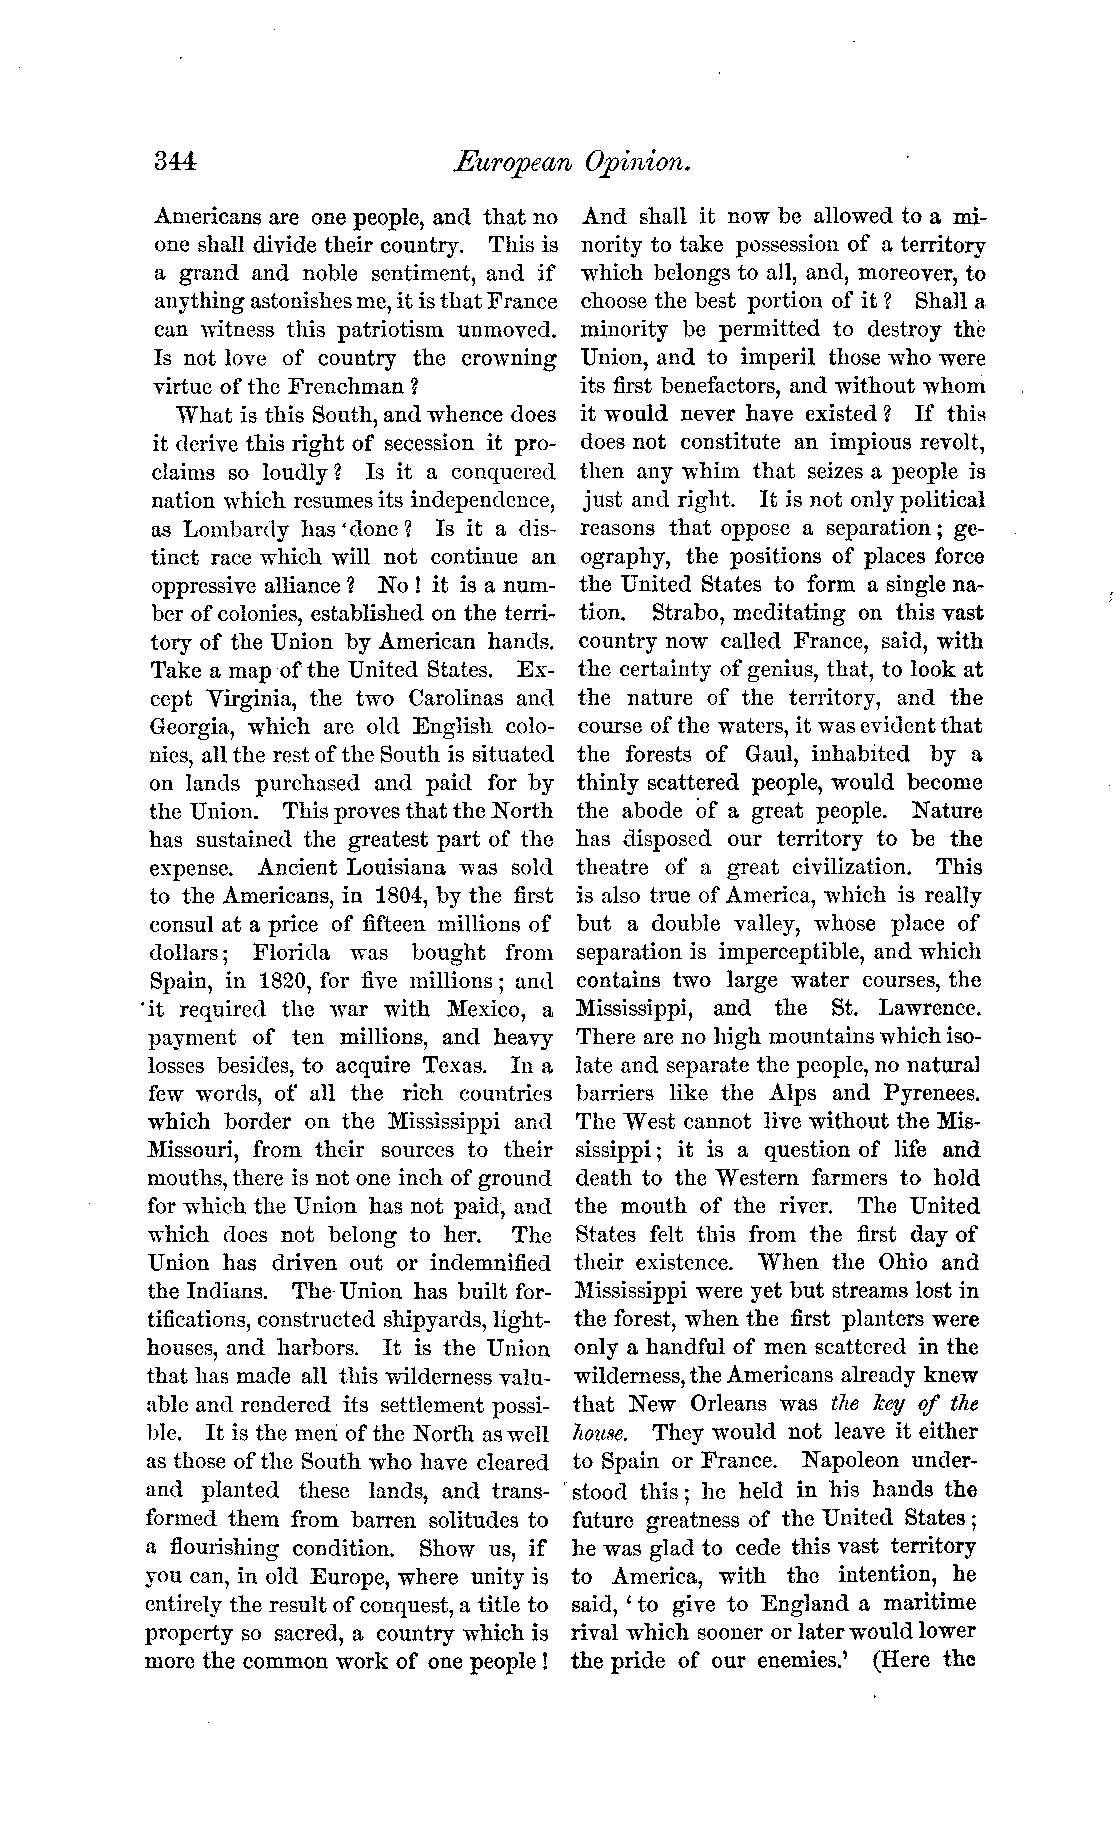 344 European Opinion.
Americans are one people, and that no
one shall divide their country. This is
a grand and noble sentiment, and if
anything astonishes me, it is that France
can witness this patriotism unmoved.
Is not love of country the crowning
virtue of the Frenchman ?
What is this South, and whence does
it derive this right of secession it pro-
claims so loudly ? Is it a conquered
nation which resumes its independence,
as Lombardy has 'done ? Is it a dis-
tinct race which will not continue an
oppressive alliance ? No ! it is a num-
ber of colonies, established on the terri-
tory of the Union by American hands.
Take a map of the United States. Ex-
cept Virginia, the two Carolinas and
Georgia, which are old English colo-
nies, all the rest of the South is situated
on lands purchased and paid for by
the Union. This proves that the North
has sustained the greatest part of the
expense. Ancient Louisiana was sold
to the Americans, in 1804, by the first
consul at a price of fifteen millions of
dollars ; Florida was bought from
Spain, in 1820, for five millions ; and
it required the war with Mexico, a
payment of ten millions, and heavy
losses besides, to acquire Texas. In a
few words, of all the rich countries
which border on the Mississippi and
Missouri, from their sources to their
mouths, there is not one inch of ground
for which the Union has not paid, and
which does not belong to her. The
Union has driven out or indemnified
the Indians. The Union has built for-
tifications, constructed shipyards, light-
houses, and harbors. It is the Union
that has made all this wilderness valu-
able and rendered its settlement possi-
ble. It is the men of the North as well
as those of the South who have cleared
and planted these lands, and trans-
formed them from barren solitudes to
a flourishing condition. Show us, if
you can, in old Europe, where unity is
entirely the result of conquest, a title to
property so sacred, a country which is
more the common work of one people !
And shall it now be allowed to a mi-
nority to take possession of a territory
which belongs to all, and, moreover, to
choose the best portion of it ? Shall a
minority be permitted to destroy the
Union, and to imperil those who were
its first benefactors, and without whom
it would never have existed ? If this
does not constitute an impious revolt,
then any whim that seizes a people is
just and right. It is not only political
reasons that oppose a separation ; ge-
ography, the positions of places force
the United States to form a single na-
tion. Strabo, meditating on this vast
country now called France, said, with
the certainty of genius, that, to look at
the nature of the territory, and the
course of the waters, it was evident that
the forests of Gaul, inhabited by a
thinly scattered people, would become
the abode of a great people. Nature
has disposed our territory to be the
theatre of a great civilization. This
is also true of America, which is really
but a double valley, whose place of
separation is imperceptible, and which
contains two large water courses, the
Mississippi, and the St. Lawrence.
There are no high mountains which iso-
late and separate the people, no natural
barriers like the Alps and Pyrenees.
The West cannot live without the Mis-
sissippi ; it is a question of life and
death to the Western farmers to hold
the mouth of the river. The United
States felt this from the first day of
their existence. When the Ohio and
Mississippi were yet but streams lost in
the forest, when the first planters were
only a handful of men scattered in the
wilderness, the Americans already knew
that New Orleans was the key of the
house. They would not leave it either
to Spain or France. Napoleon under-
stood this ; he held in his hands the
future greatness of the United States ;
he was glad to cede this vast territory
to America, with the intention, he
said, 'to give to England a maritime
rival which sooner or later would lower
the pride of our enemies.' (Here the